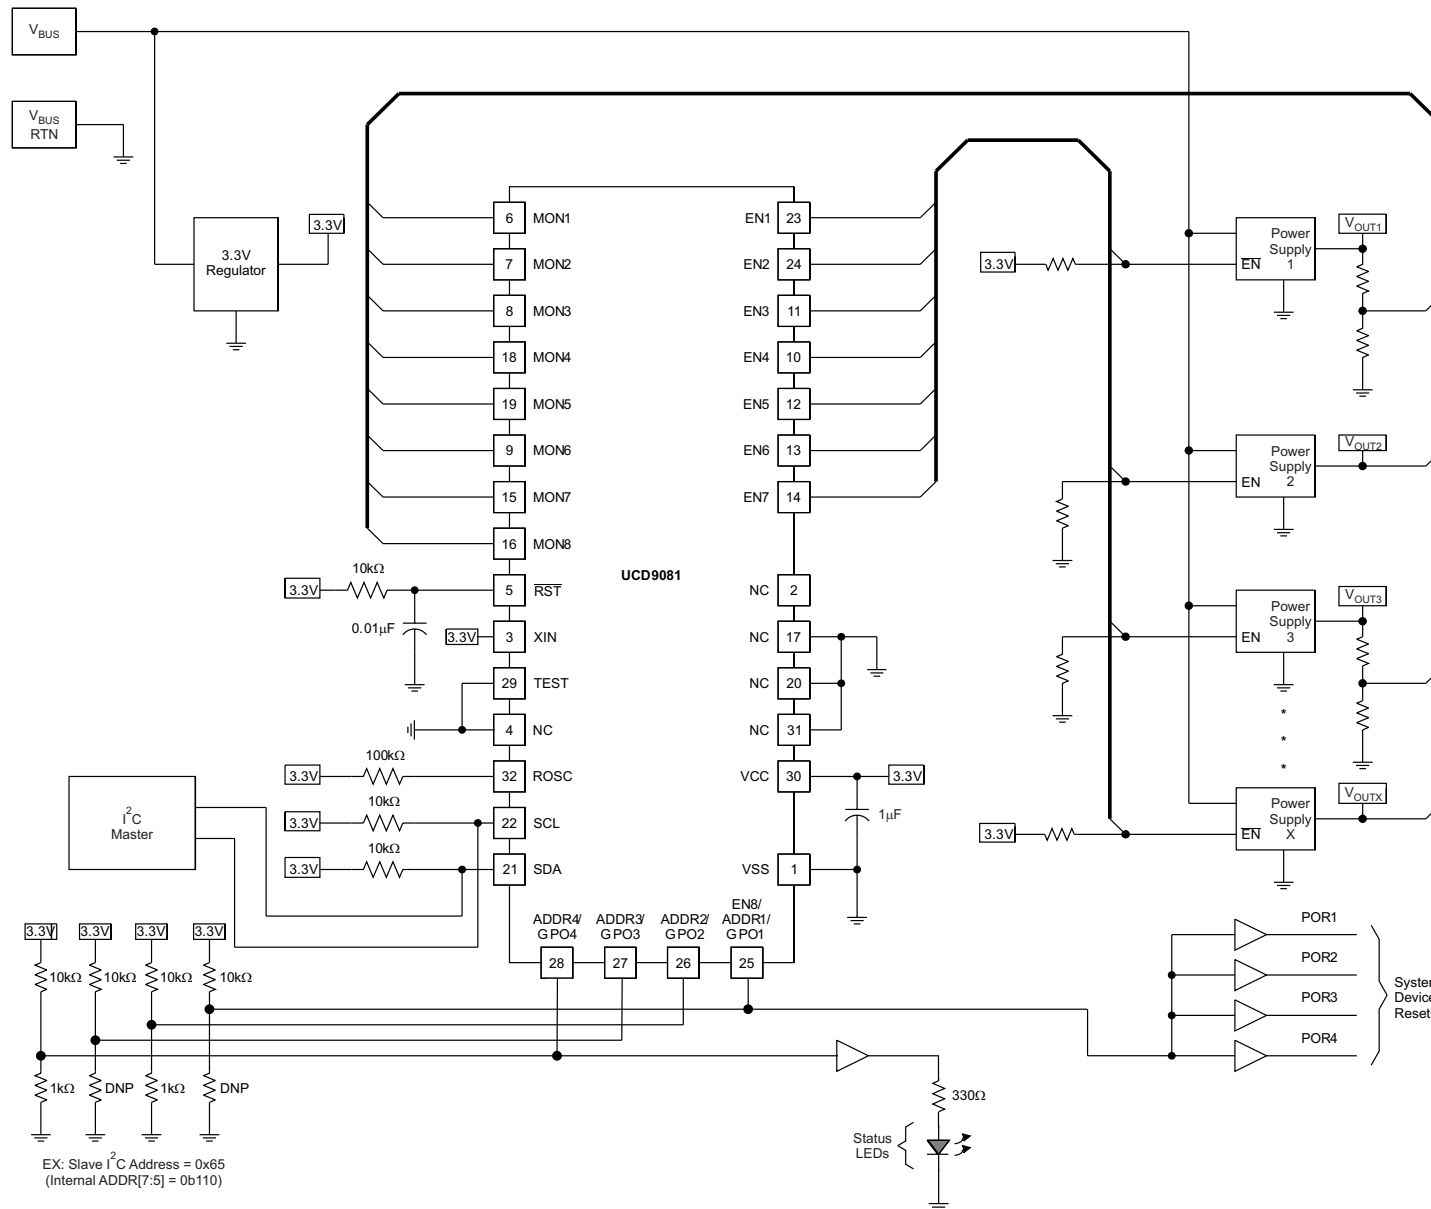 VBUS
VBUS
RTN
3.3V
Regulator
3.3V
6 MON1
7 MON2
8 MON3
18 MON4
19 MON5
9 MON6
15 MON7
16 MON8
5 RST
3 XIN
29 TEST
4 NC
32 ROSC
22 SCL
21 SDA
UCD9081
EN1 23
EN2 24
EN3 11
EN4 10
EN5 12
EN6 13
EN7 14
NC 2
NC 17
NC 20
NC 31
VCC 30
VSS 1
3.3V
1µF
3.3V
10kΩ
0.01µF
3.3V
3.3V
100kΩ
3.3V
10kΩ
3.3V
10kΩ
I2C
Master
ADDR4/
GPO4
28
ADDR3/
GPO3
27
ADDR2/
GPO2
26
EN8/
ADDR1/
GPO1
25
3.3V 3.3V 3.3V 3.3V
10kΩ 10kΩ 10kΩ 10kΩ
1kΩ DNP 1kΩ DNP
EX: Slave I2C Address = 0x65
(Internal ADDR[7:5] = 0b110)
330Ω
Status
LEDs
3.3V
Power
Supply
1
EN
VOUT1
Power
Supply
2
EN
VOUT2
Power
Supply
3
EN
VOUT3
*
*
*
3.3V
Power
Supply
X
EN
VOUTX
POR1
POR2
POR3
POR4
Syster
Device
Reset